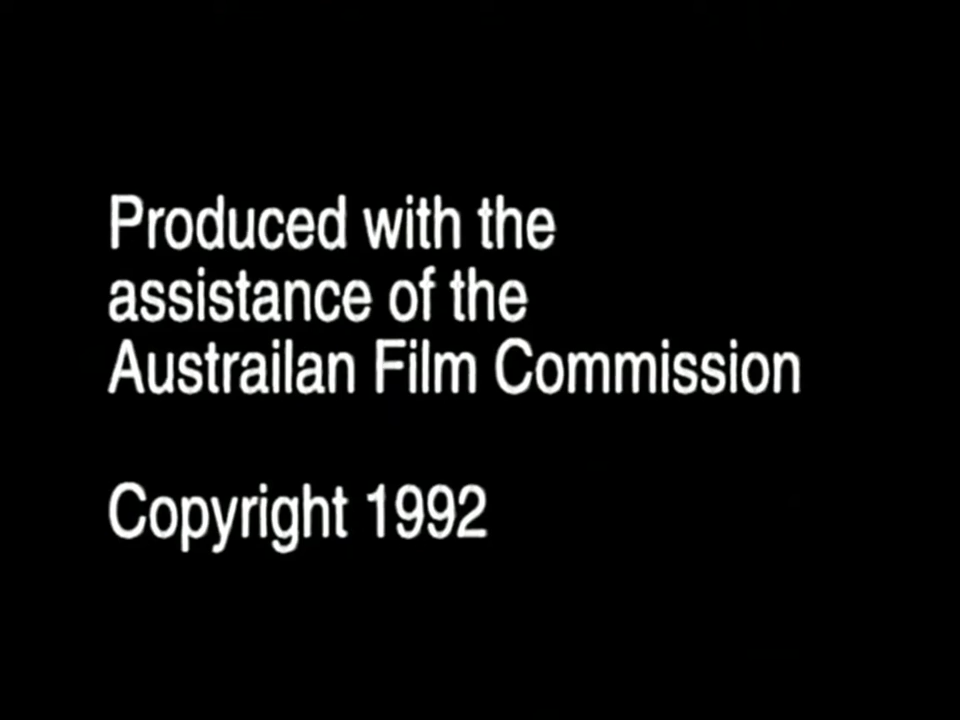 Produced with the
assistance of the
Austrailan Film Commission
Copyright 1992